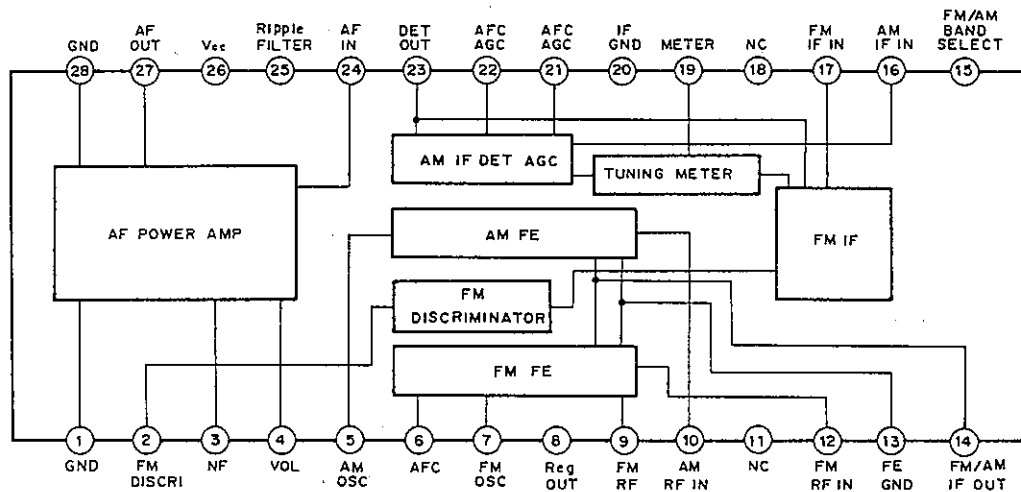 GND
AF
OUT
Vcc
Ripple
FILTER
AF
IN
DET
OUT
AFC
AGC
AFC
AGC
IF
GND
METER
NC
FM
IF IN
AM
IF IN
FM/AM
BAND
SELECT
28
27
26
25
24
23
22
21
20
19
18
17
16
15
AM IF DET AGC
TUNING METER
AF POWER AMP
AM FE
FM IF
FM
DISCRIMINATOR
FM FE
1
2
3
4
5
6
7
8
9
10
11
12
13
14
GND
FM
DISCRI
NF
VOL
AM
OSC
AFC
FM
OSC
Reg
OUT
FM
RF
AM
RF IN
NC
FM
RF IN
FE
GND
FM/AM
IF OUT